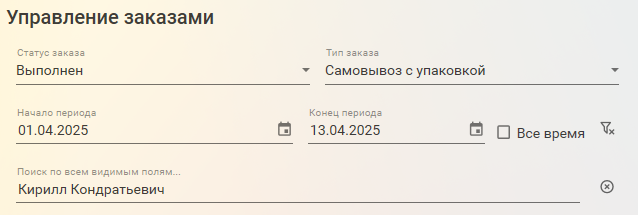 Управление заказами
Статус заказа
Тип заказа
Выполнен
Самовывоз с упаковкой
Начало периода
Конец периода
01.04.2025
13.04.2025
Все время
Поиск по всем видимым полям...
Кирилл Кондратьевич